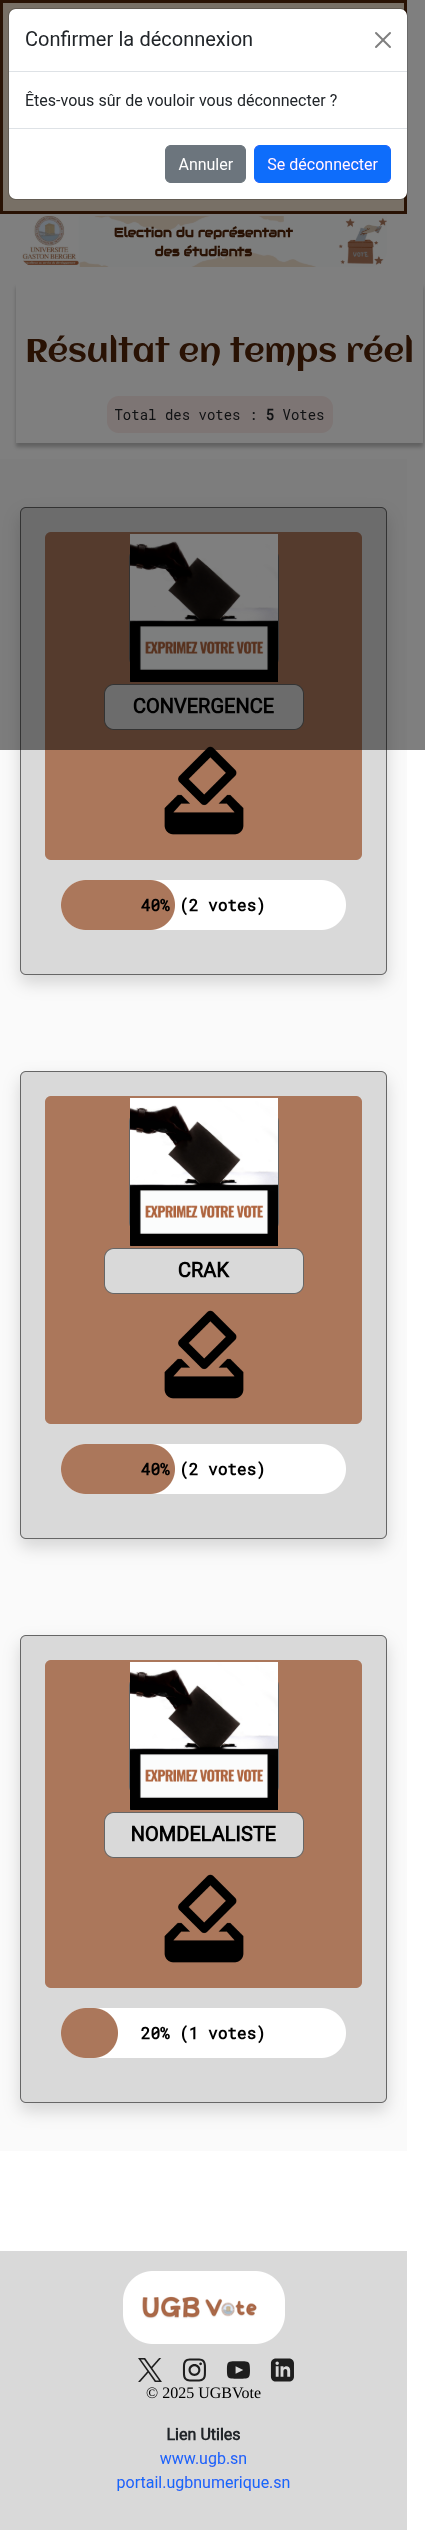 Confirmer la déconnexion
Êtes-vous sûr de vouloir vous déconnecter ?
Annuler
Se déconnecter
UNIVERSITE
GASTON BERGER
Election du représentant
des étudiants
VOTE
Résultat en temps réel
Total des votes : 5 Votes
EXPRIMEZ VOTRE VOTE
CONVERGENCE
40% (2 votes)
EXPRIMEZ VOTRE VOTE
CRAK
40% (2 votes)
EXPRIMEZ VOTRE VOTE
NOMDELALISTE
20% (1 votes)
UGB Vote
© 2025 UGBVote
Lien Utiles
www.ugb.sn
portail.ugbnumerique.sn